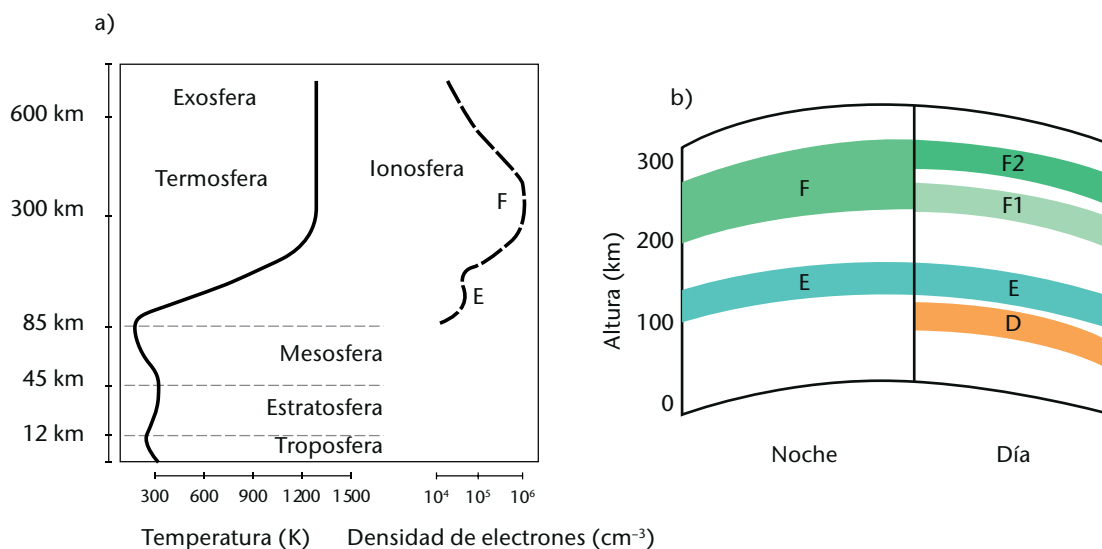 a)
600 km
300 km
85 km
45 km
12 km
Exosfera
Termosfera
Ionosfera
F
E
Mesosfera
Estratosfera
Troposfera
300 600 900 1200 1500
10⁴ 10⁵ 10⁶
Temperatura (K) Densidad de electrones (cm⁻³)
b)
Altura (km)
300
200
100
0
F
E
F2
F1
E
D
Noche Día